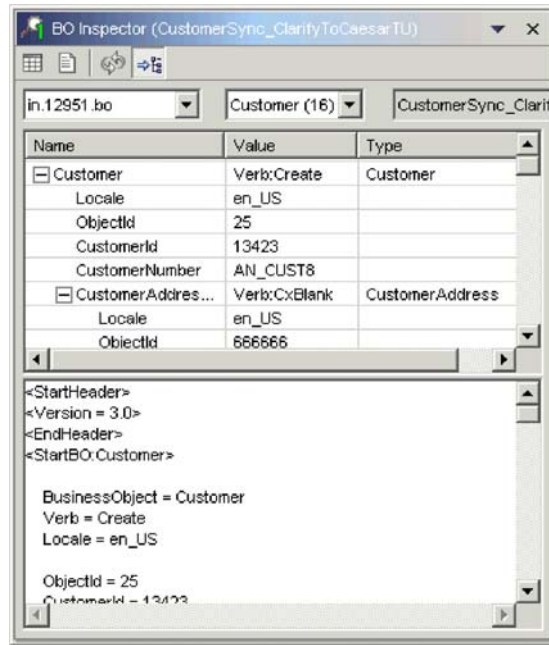 BO Inspector (CustomerSync_ClarifyToCaesarTU)
in.12951.bo Customer (16) CustomerSync_Clarif
Name Value Type
Customer Verb:Create Customer
Locale en_US
ObjectId 25
CustomerId 13423
CustomerNumber AN_CUST8
CustomerAddres... Verb:CxBlank CustomerAddress
Locale en_US
ObjectId 666666
<StartHeader>
<Version = 3.0>
<EndHeader>
<StartBO:Customer>
BusinessObject = Customer
Verb = Create
Locale = en_US
ObjectId = 25
CustomerId = 13423